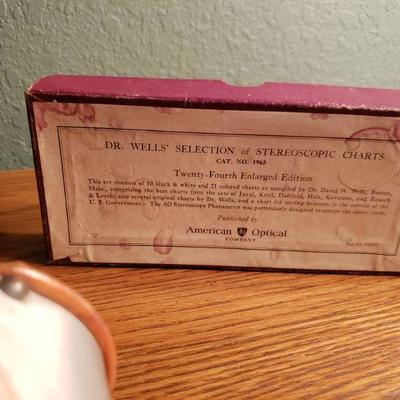 DR. WELLS' SELECTION of STEREOSCOPIC CHARTS
CAT. NO. 1965
Twenty-Fourth Enlarged Edition
This set consists of 30 black & white and 21 colored charts as compiled by Dr. David W. Wells, Boston,
Mass., comprising the best charts from the sets of Javal, Kroll, Dahlfeld, Hale, Keystone, and Bausch
& Lomb; also several original charts by Dr. Wells, and a chart for testing aviators in the service of the
U. S. Government. The AO Stereoscope Phorometer was particularly designed to accept the above cards.
Published by
American AO Optical
COMPANY